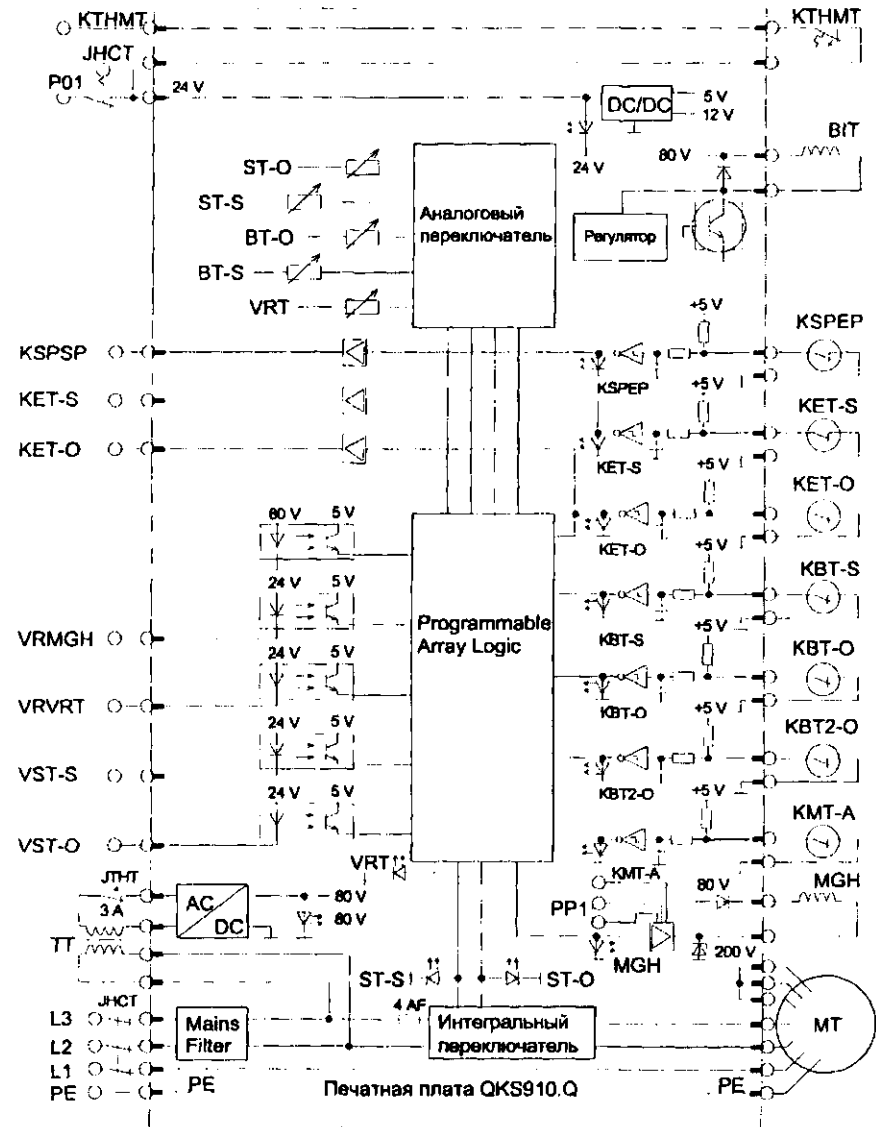 KTHMT
KTHMT
JHCT
P01
24 V
DC/DC
5 V
12 V
24 V
80 V
BIT
ST-O
ST-S
BT-O
BT-S
VRT
Аналоговый
переключатель
Регулятор
+5 V
KSPEP
KSPSP
KSPEP
+5 V
KET-S
KET-S
KET-S
+5 V
KET-O
KET-O
KET-O
+5 V
KBT-S
KBT-S
80 V
5 V
24 V
5 V
Programmable
Array Logic
VRMGH
24 V
5 V
+5 V
KBT-O
KBT-O
VRVRT
24 V
5 V
+5 V
KBT2-O
KBT2-O
VST-S
24 V
5 V
+5 V
KMT-A
KMT-A
VST-O
VRT
JTHT
3 A
AC
DC
80 V
80 V
PP1
80 V
MGH
TT
MGH
200 V
ST-S
ST-O
JHCT
4 AF
L3
L2
L1
PE
Mains
Filter
Интегральный
переключатель
MT
PE
Печатная плата QKS910.Q
PE